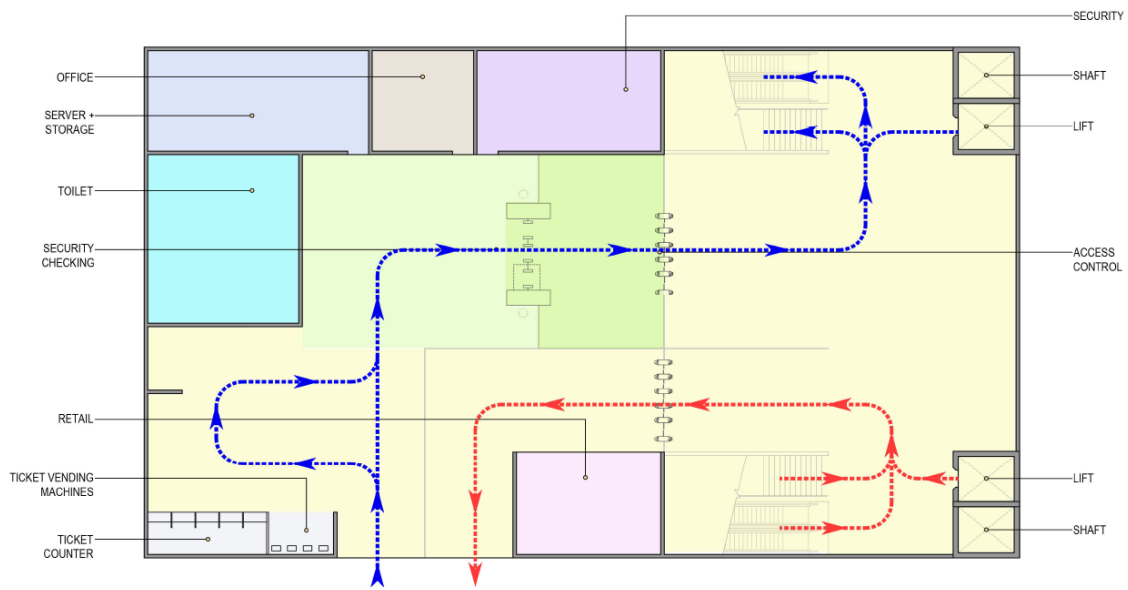 SECURITY
OFFICE
SHAFT
SERVER +
STORAGE
LIFT
TOILET
SECURITY
CHECKING
ACCESS
CONTROL
RETAIL
TICKET VENDING
MACHINES
LIFT
TICKET
COUNTER
SHAFT